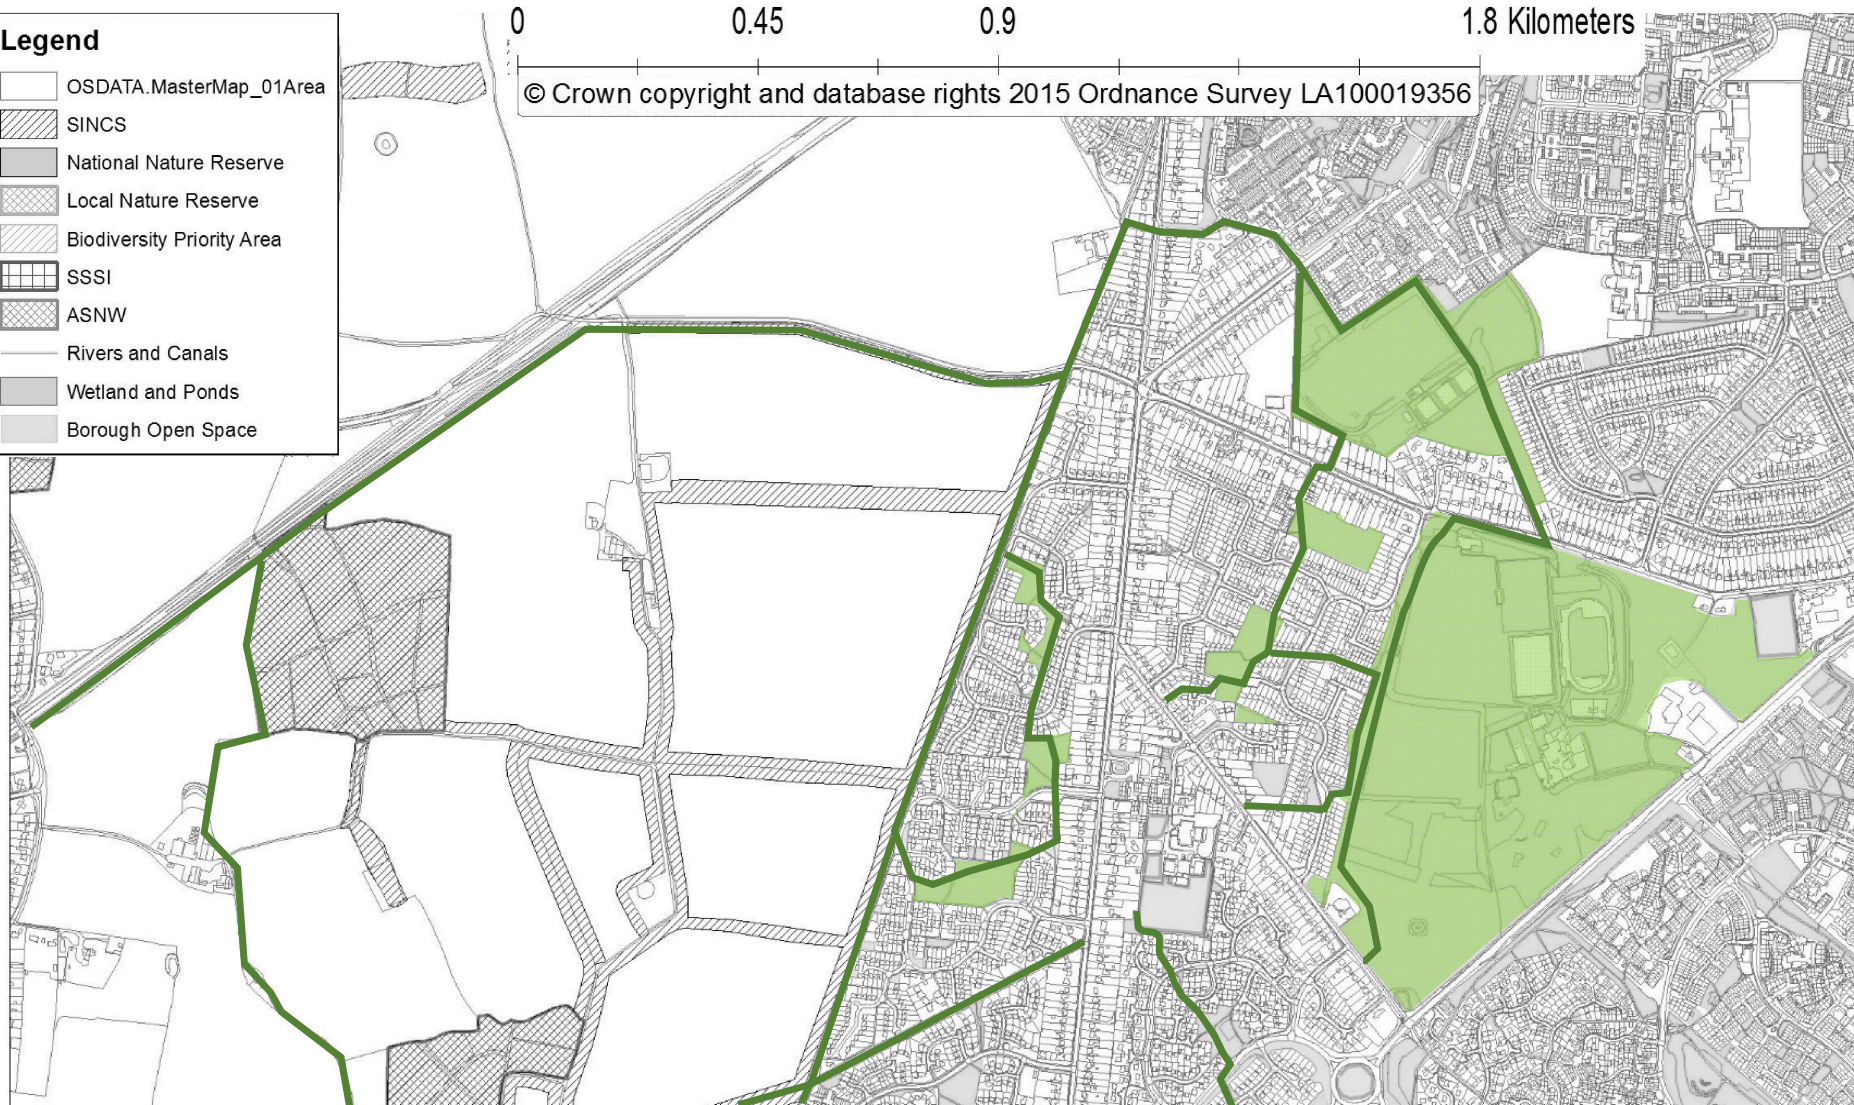 0 0.45 0.9 1.8 Kilometers
© Crown copyright and database rights 2015 Ordnance Survey LA100019356
Legend
OSDATA.MasterMap_01Area
SINCS
National Nature Reserve
Local Nature Reserve
Biodiversity Priority Area
SSSI
ASNW
Rivers and Canals
Wetland and Ponds
Borough Open Space